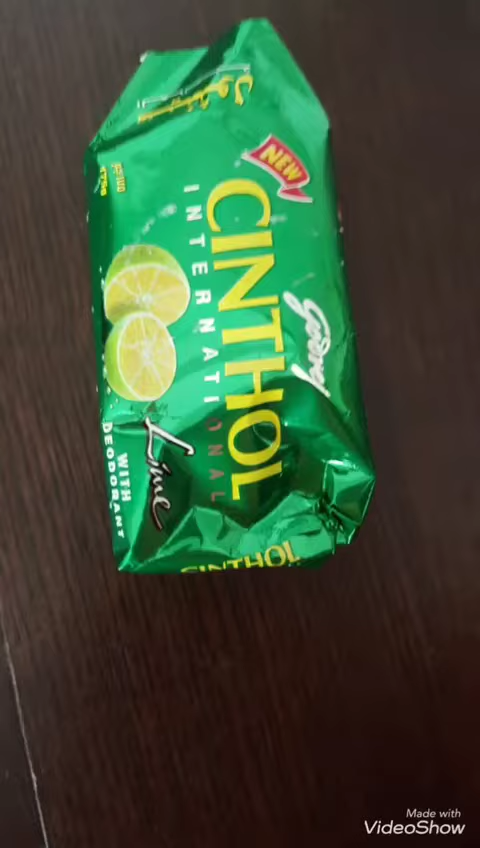 NEW
Godrej
CINTHOL
INTERNATIONAL
Lime
WITH
DEODORANT
CINTHOL
Made with
VideoShow